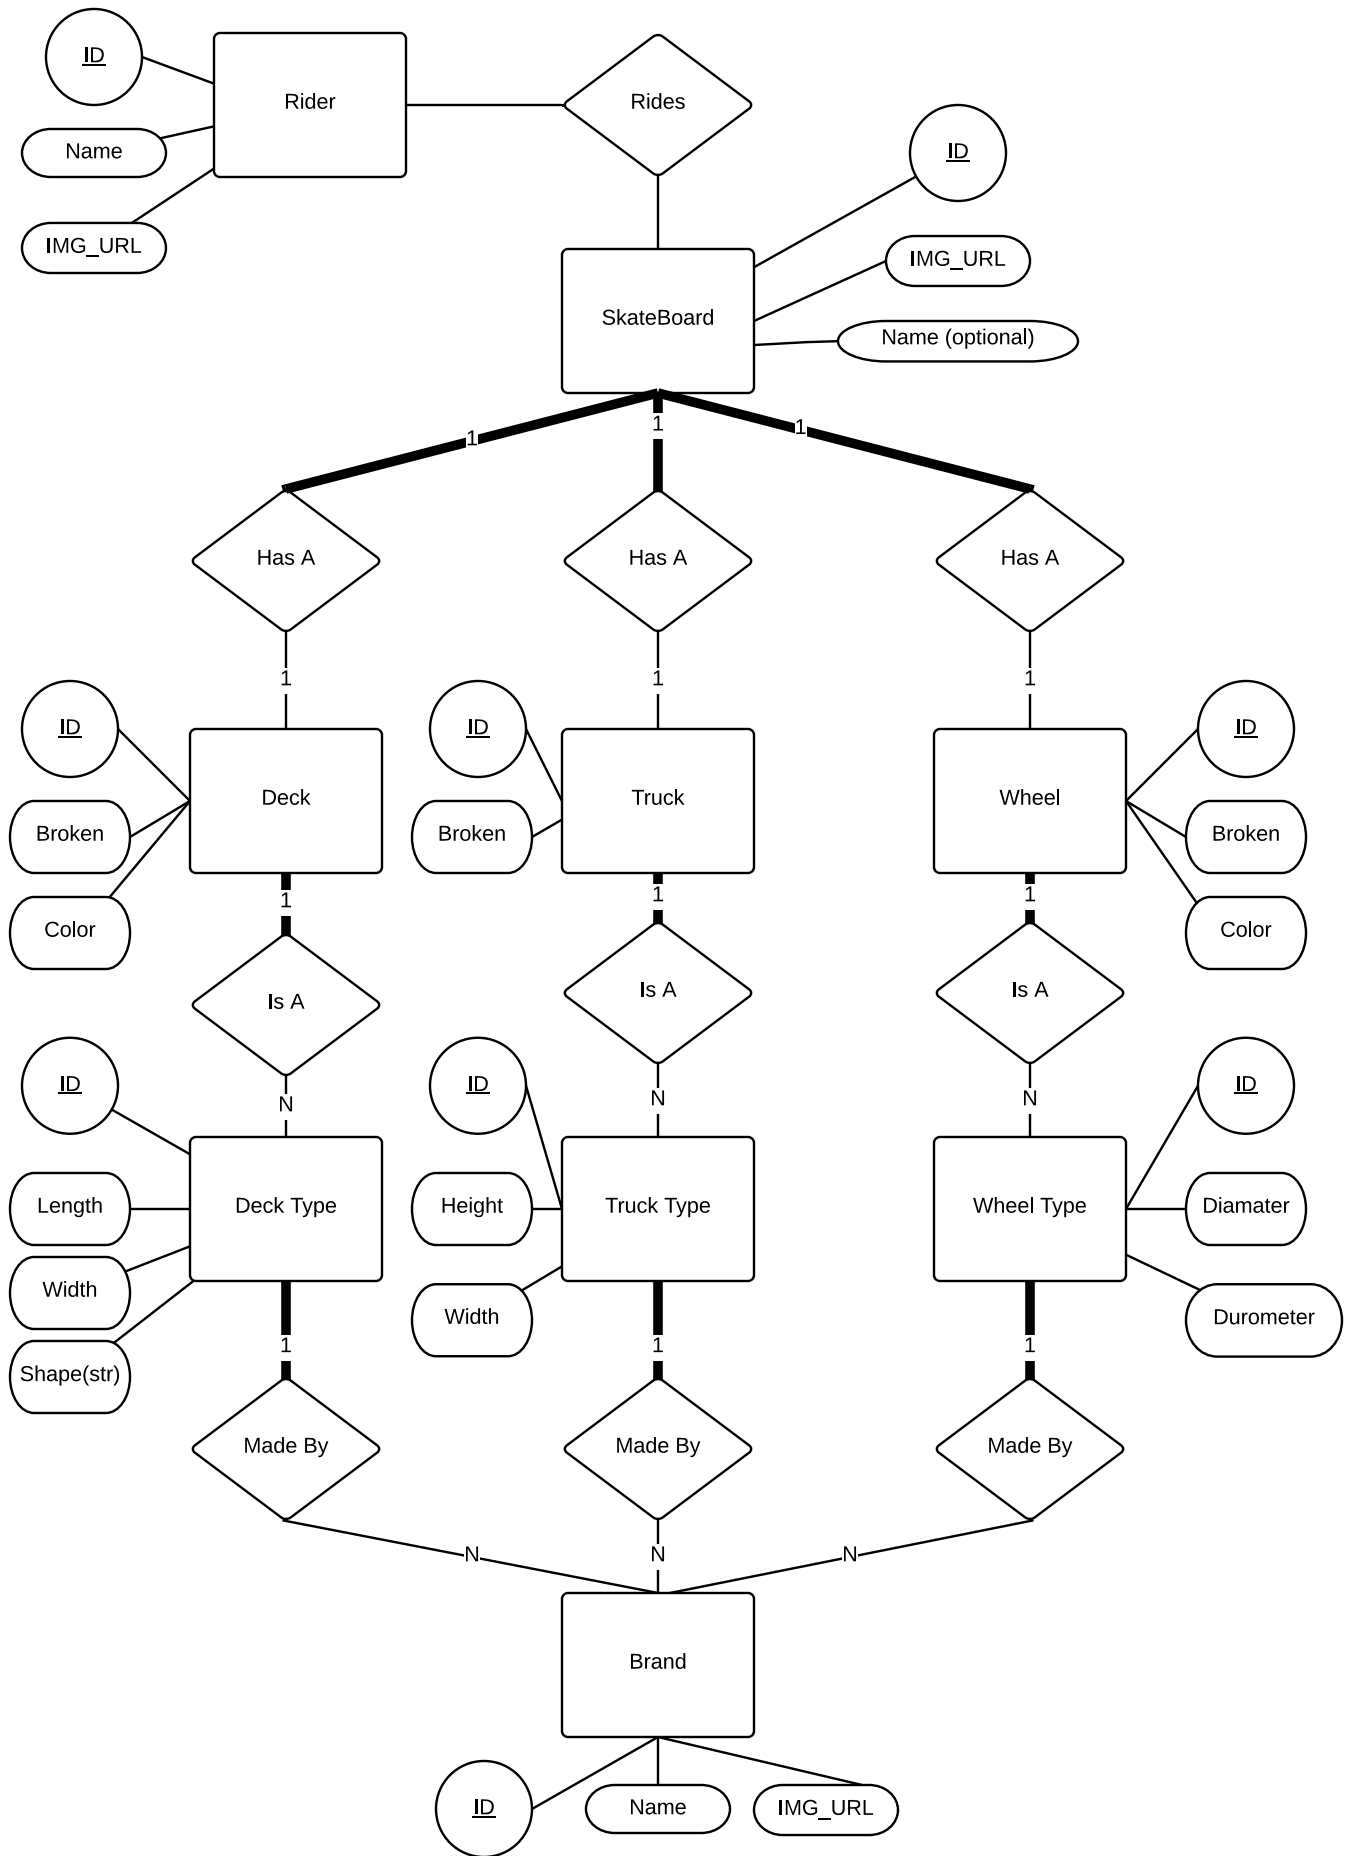 ID
Rider
Rides
Name
ID
IMG_URL
IMG_URL
SkateBoard
Name (optional)
1
1
1
Has A
Has A
Has A
1
1
1
ID
ID
ID
Deck
Truck
Wheel
Broken
Broken
Broken
1
1
1
Color
Color
Is A
Is A
Is A
ID
ID
ID
N
N
N
Length
Deck Type
Height
Truck Type
Wheel Type
Diamater
Width
Width
Durometer
1
1
1
Shape(str)
Made By
Made By
Made By
N
N
N
Brand
ID
Name
IMG_URL